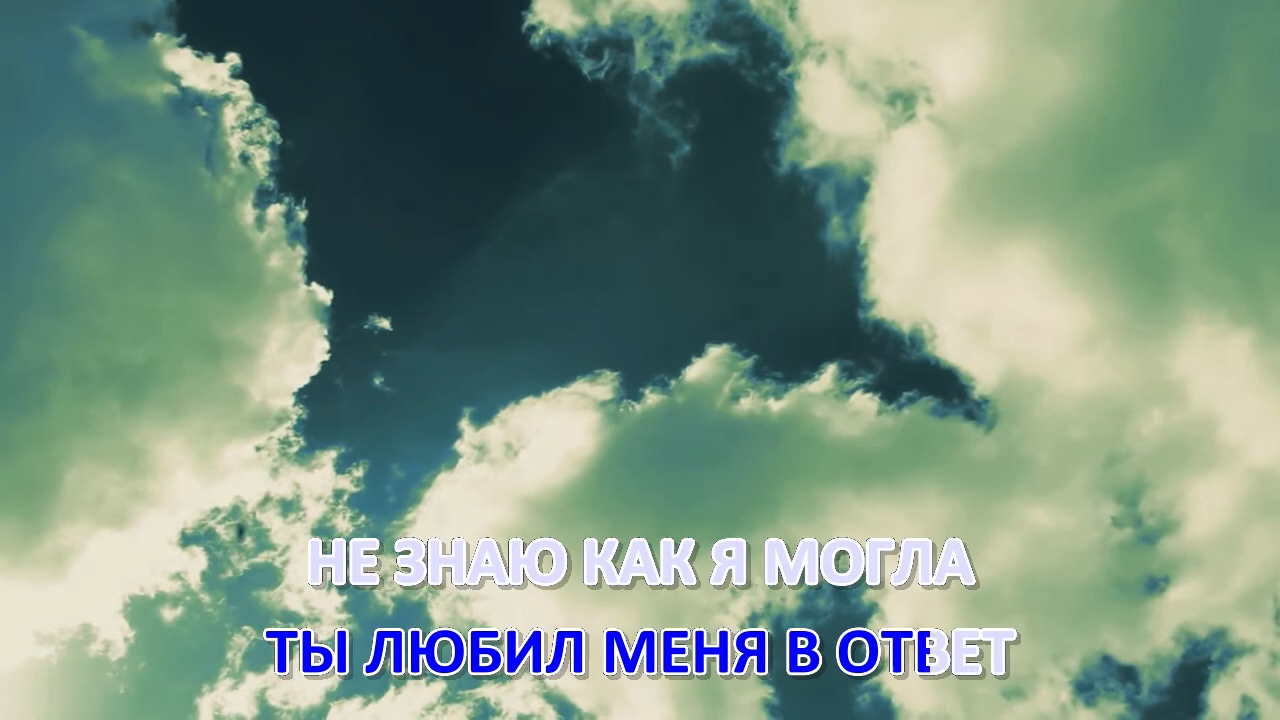 НЕ ЗНАЮ КАК Я МОГЛА
ТЫ ЛЮБИЛ МЕНЯ В ОТВЕТ